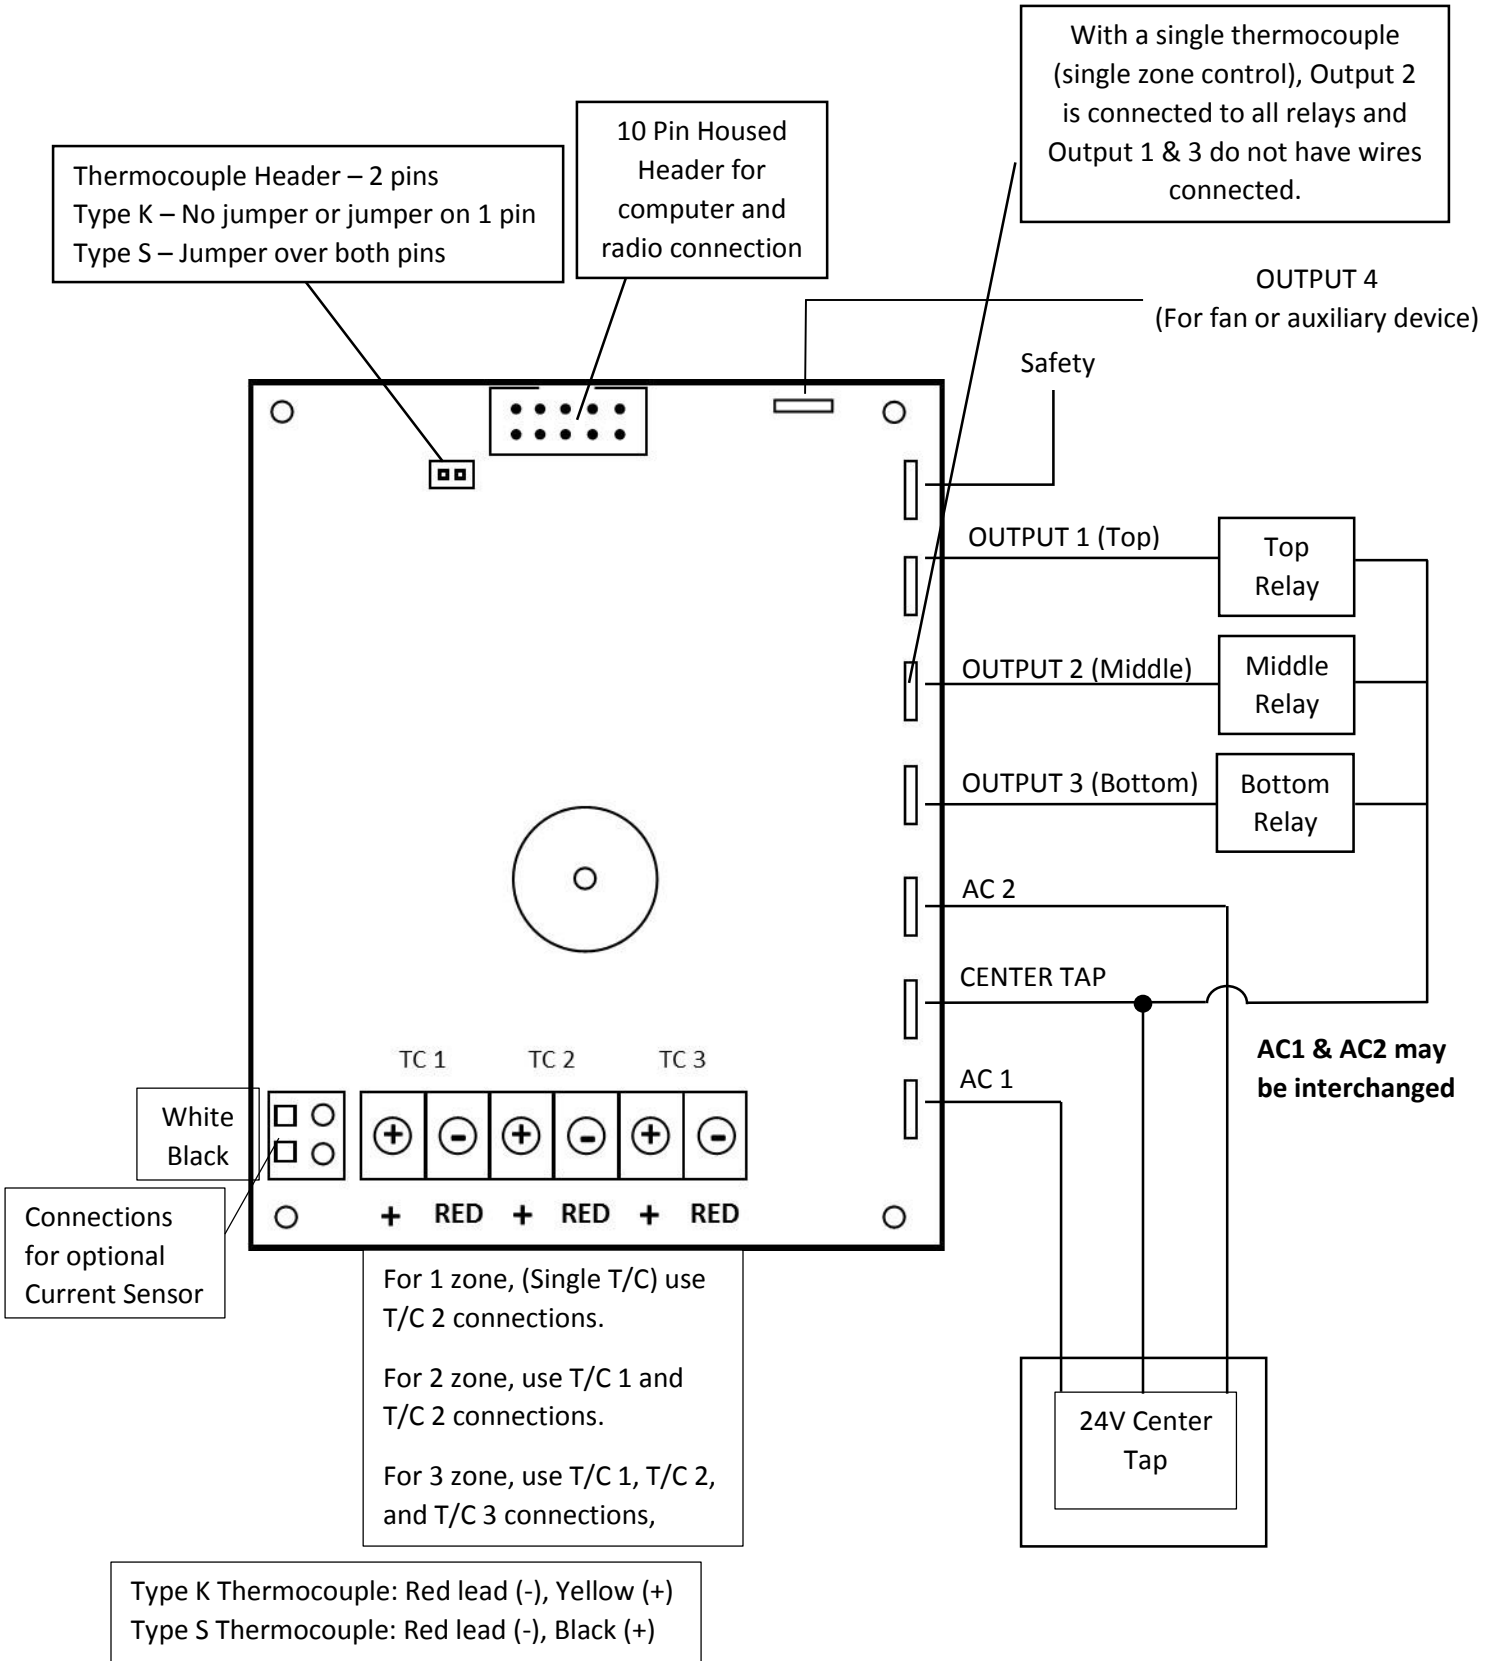 With a single thermocouple
(single zone control), Output 2
is connected to all relays and
Output 1 & 3 do not have wires
connected.
10 Pin Housed
Header for
computer and
radio connection
Thermocouple Header – 2 pins
Type K – No jumper or jumper on 1 pin
Type S – Jumper over both pins
OUTPUT 4
(For fan or auxiliary device)
Safety
OUTPUT 1 (Top)
Top
Relay
OUTPUT 2 (Middle)
Middle
Relay
OUTPUT 3 (Bottom)
Bottom
Relay
AC 2
CENTER TAP
AC1 & AC2 may
be interchanged
AC 1
TC 1 TC 2 TC 3
White
Black
+ - + - + -
+ RED + RED + RED
Connections
for optional
Current Sensor
For 1 zone, (Single T/C) use
T/C 2 connections.
For 2 zone, use T/C 1 and
T/C 2 connections.
For 3 zone, use T/C 1, T/C 2,
and T/C 3 connections,
24V Center
Tap
Type K Thermocouple: Red lead (-), Yellow (+)
Type S Thermocouple: Red lead (-), Black (+)